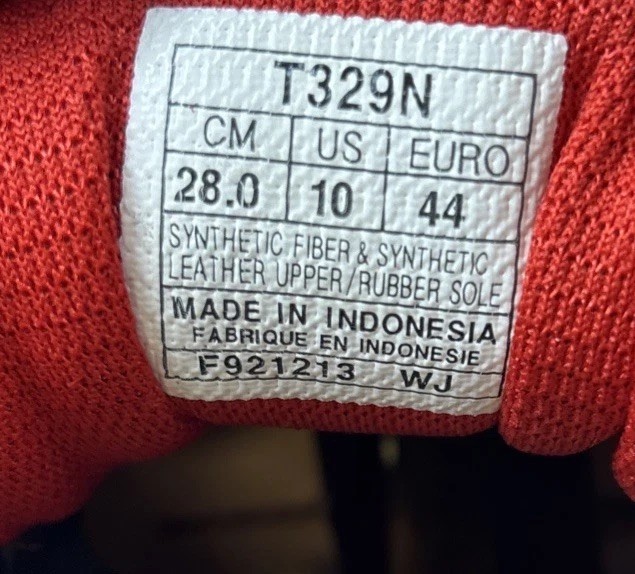 T329N
CM US EURO
28.0 10 44
SYNTHETIC FIBER & SYNTHETIC
LEATHER UPPER/RUBBER SOLE
MADE IN INDONESIA
FABRIQUE EN INDONESIE
F921213 WJ